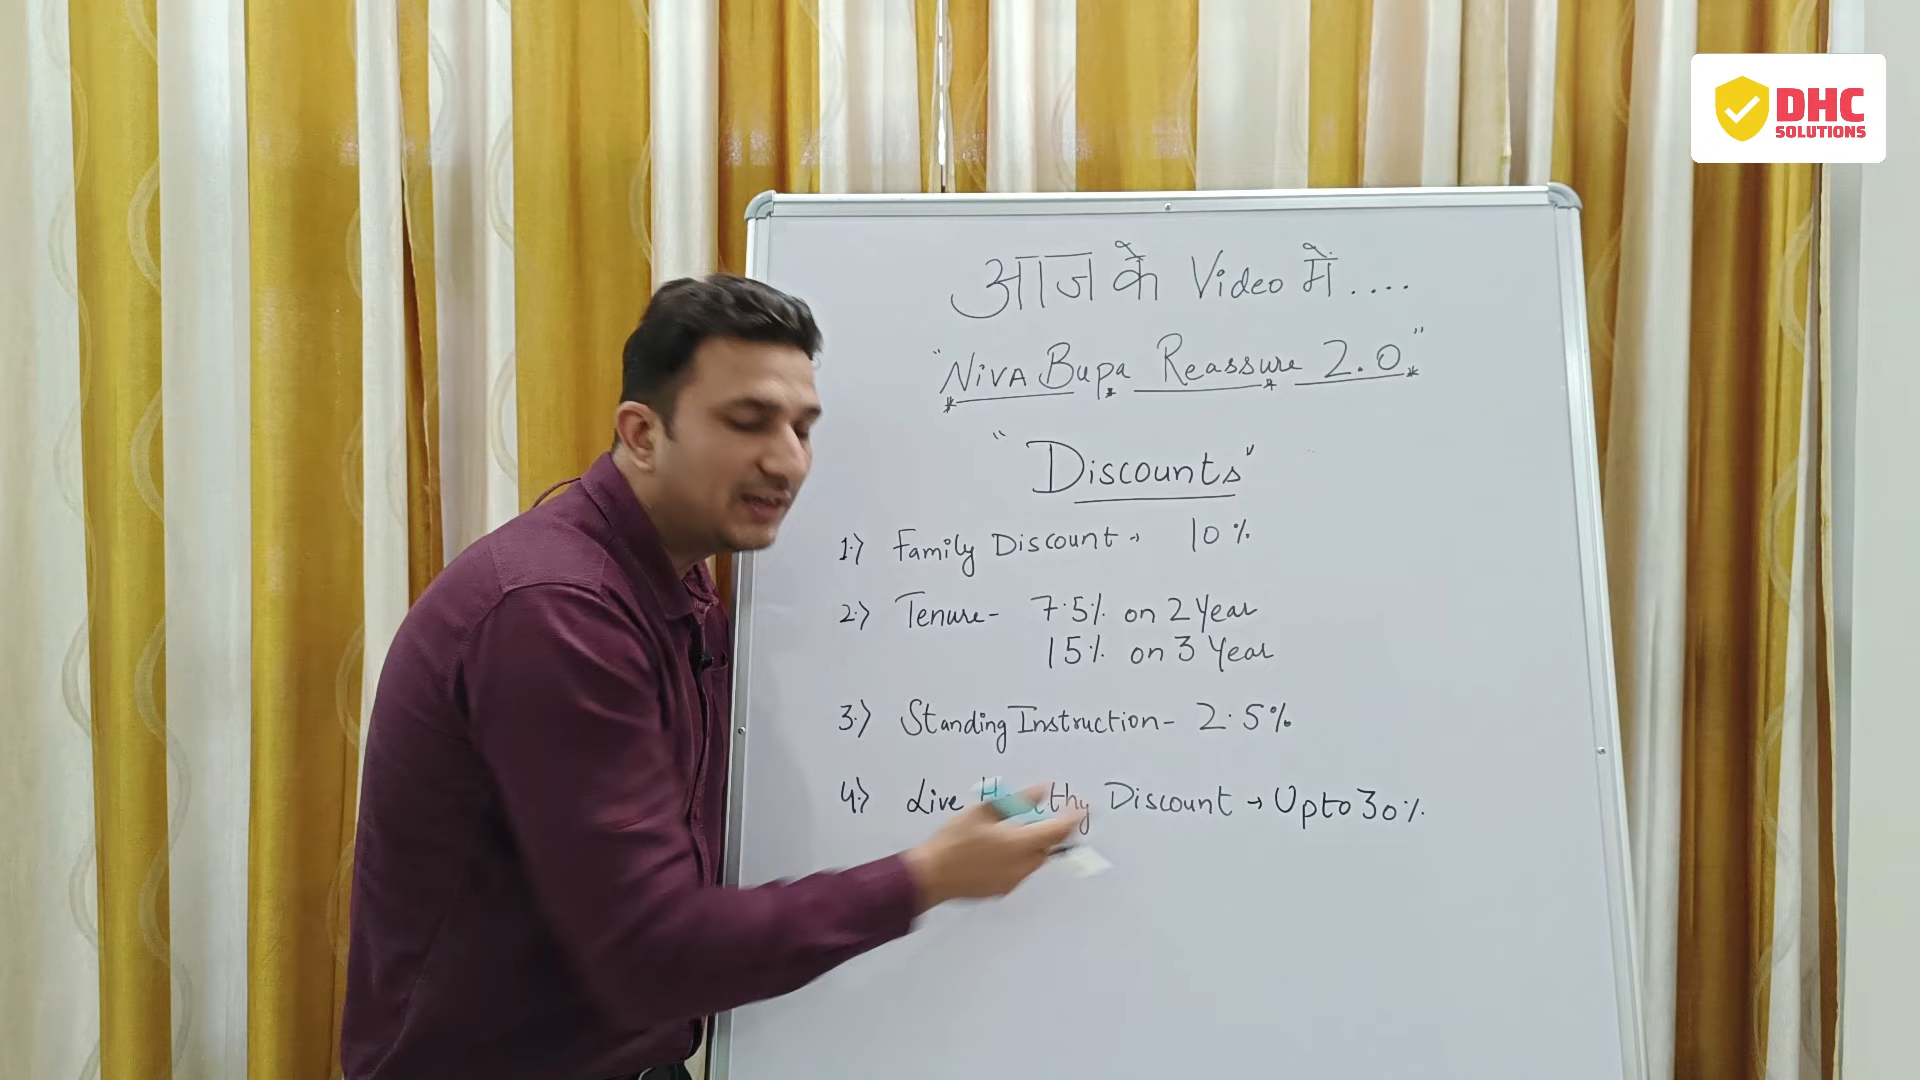 DHC
SOLUTIONS
आज के Video में....
"NIVA Bupa Reassure 2.0"
"Discounts"
1.) Family Discount → 10%
2.) Tenure - 7.5% on 2 Year
15% on 3 Year
3.) Standing Instruction - 2.5%
4.) Live Discount → Upto 30%